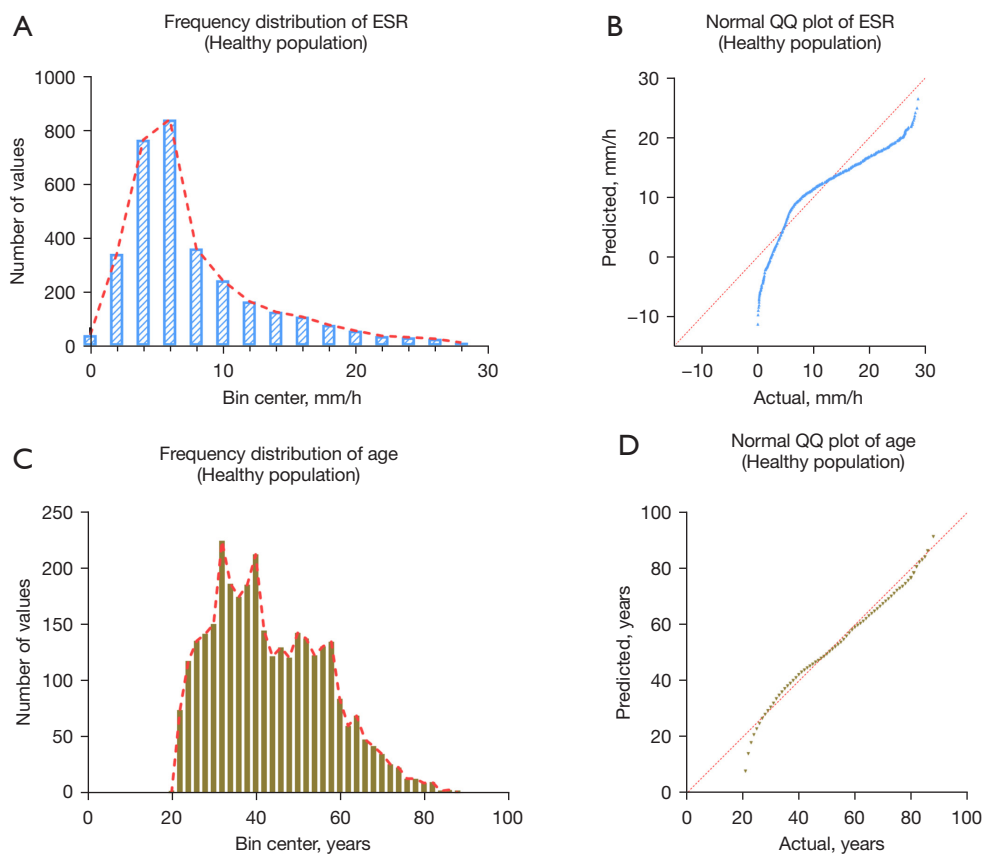 A
Frequency distribution of ESR
(Healthy population)
Number of values
1000
800
600
400
200
0
0 10 20 30
Bin center, mm/h
B
Normal QQ plot of ESR
(Healthy population)
Predicted, mm/h
30
20
10
0
−10
−10 0 10 20 30
Actual, mm/h
C
Frequency distribution of age
(Healthy population)
Number of values
250
200
150
100
50
0
0 20 40 60 80 100
Bin center, years
D
Normal QQ plot of age
(Healthy population)
Predicted, years
100
80
60
40
20
0
0 20 40 60 80 100
Actual, years